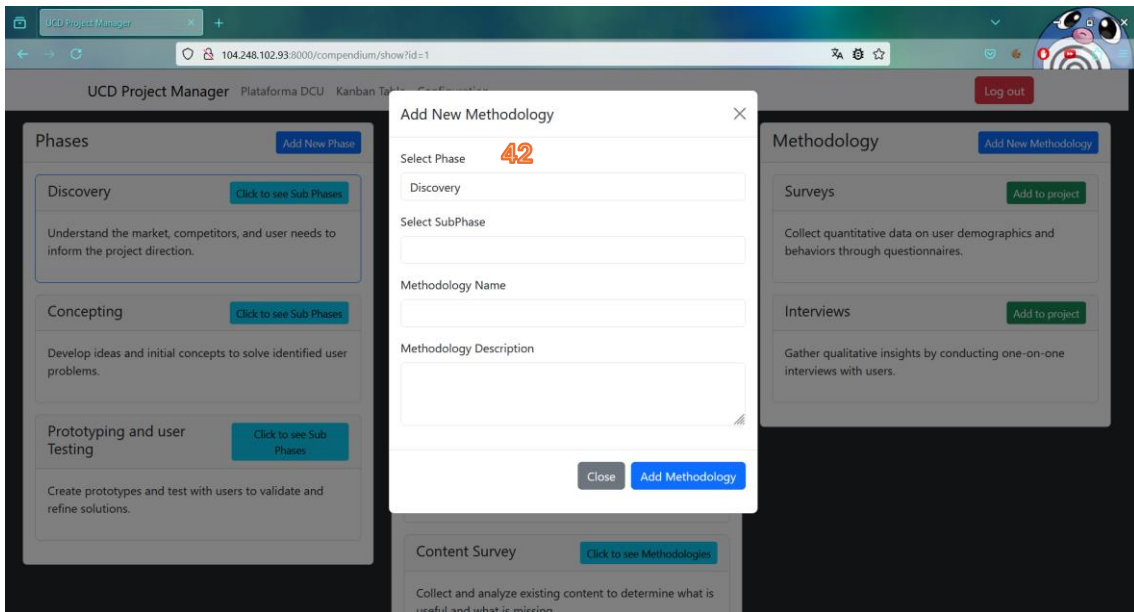 UCD Project Manager
104.248.102.93:8000/compendium/show?id=1
UCD Project Manager Plataforma DCU Kanban Table Configuration
Log out
Phases
Add New Phase
Discovery
Click to see Sub Phases
Understand the market, competitors, and user needs to
inform the project direction.
Concepting
Click to see Sub Phases
Develop ideas and initial concepts to solve identified user
problems.
Prototyping and user
Testing
Click to see Sub
Phases
Create prototypes and test with users to validate and
refine solutions.
Add New Methodology
Select Phase
42
Discovery
Select SubPhase
Methodology Name
Methodology Description
Close
Add Methodology
Content Survey
Click to see Methodologies
Collect and analyze existing content to determine what is
useful and what is missing
Methodology
Add New Methodology
Surveys
Add to project
Collect quantitative data on user demographics and
behaviors through questionnaires.
Interviews
Add to project
Gather qualitative insights by conducting one-on-one
interviews with users.